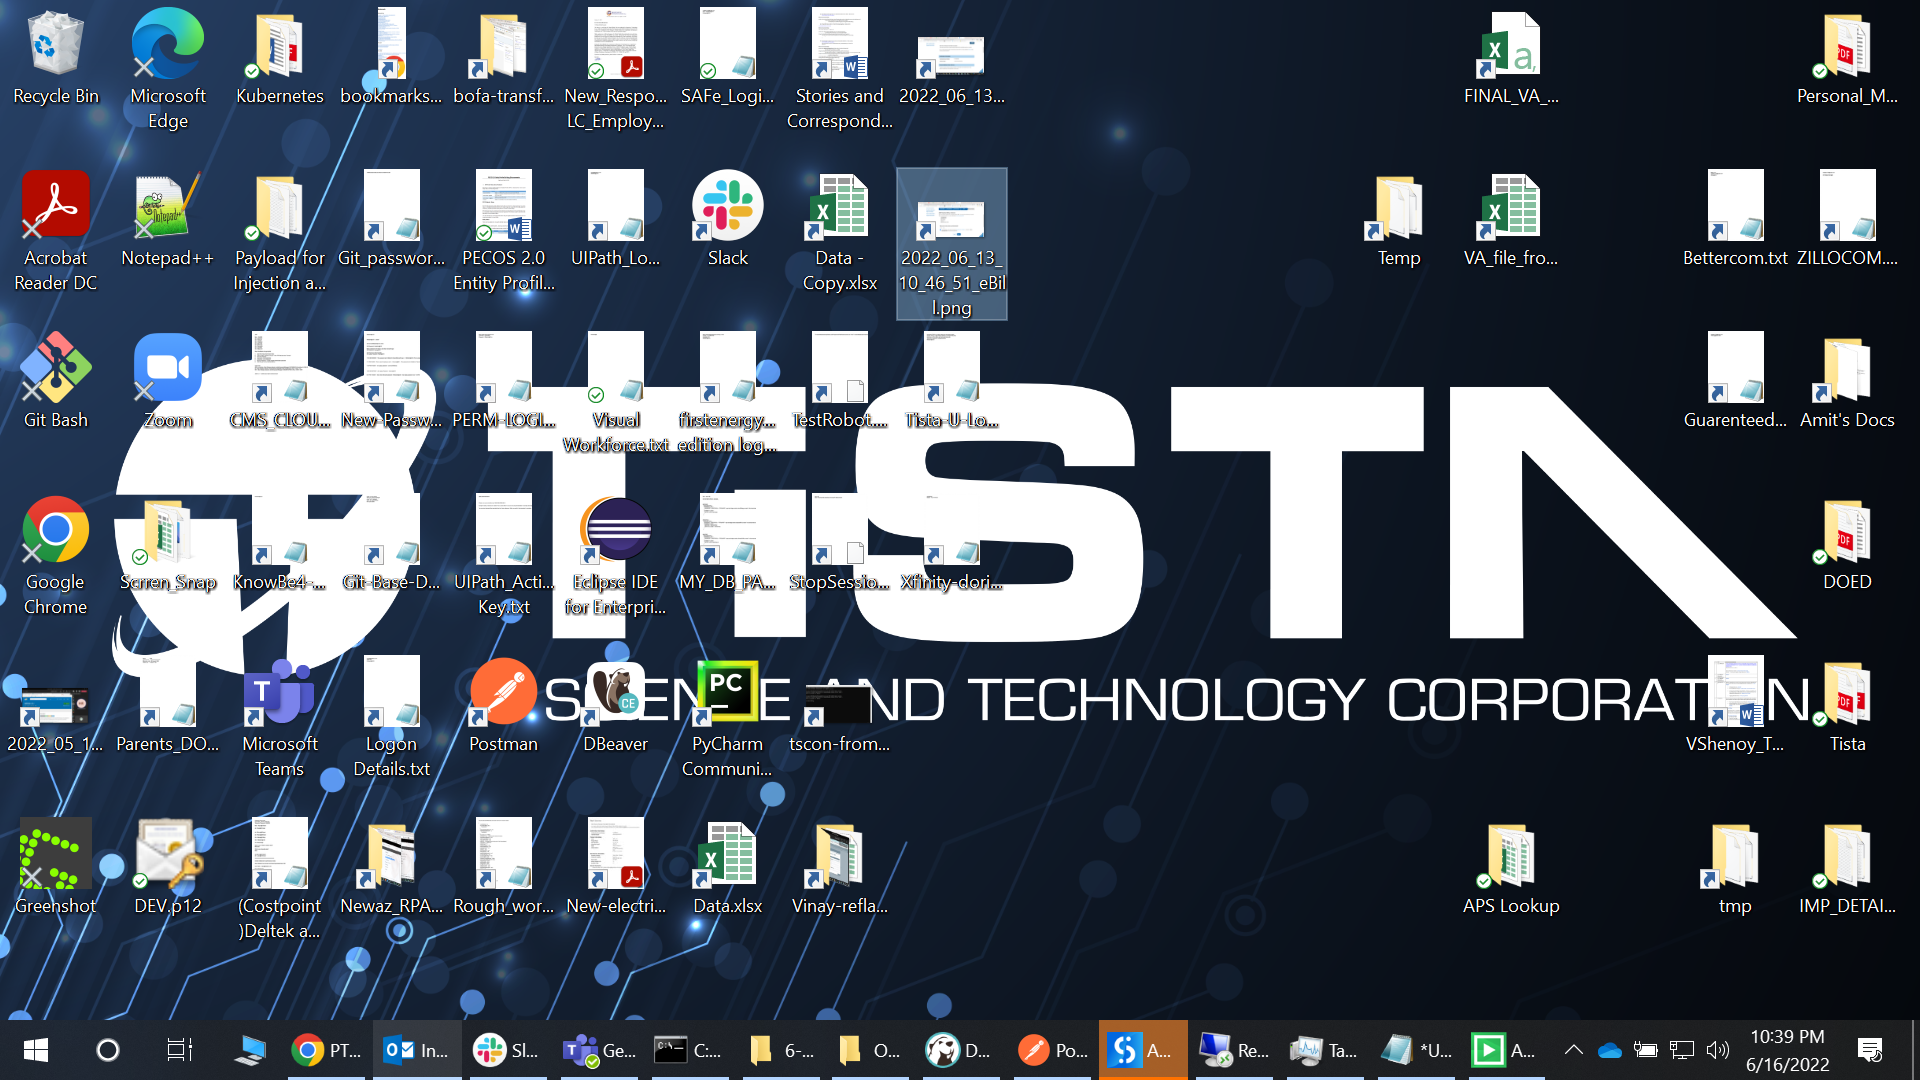 Recycle Bin
Microsoft
Edge
Kubernetes
bookmarks...
bofa-transf...
New_Respo...
LC_Employ...
SAFe_Logi...
Stories and
Correspond...
2022_06_13...
FINAL_VA_...
Personal_M...
Acrobat
Reader DC
Notepad++
Payload for
Injection a...
Git_passwor...
PECOS 2.0
Entity Profil...
UIPath_Lo...
Slack
Data -
Copy.xlsx
2022_06_13_
10_46_51_eBil
l.png
Temp
VA_file_fro...
Bettercom.txt
ZILLOCOM....
Git Bash
Zoom
CMS_CLOU...
New-Passw...
PERM-LOGI...
Visual
Workforce.txt
firstenergy...
edition log...
TestRobot....
Tista-U-Lo...
Guarenteed...
Amit's Docs
TiSTA
Google
Chrome
Scrren_Snap
KnowBe4-...
Git-Base-D...
UIPath_Acti...
Key.txt
Eclipse IDE
for Enterpri...
MY_DB_PA...
StopSessio...
Xfinity-dori...
DOED
SCIENCE AND TECHNOLOGY CORPORATION
2022_05_1...
Parents_DO...
Microsoft
Teams
Logon
Details.txt
Postman
DBeaver
PyCharm
Communi...
tscon-from...
VShenoy_T...
Tista
Greenshot
DEV.p12
(Costpoint
)Deltek a...
Newaz_RPA...
Rough_wor...
New-electri...
Data.xlsx
Vinay-refla...
APS Lookup
tmp
IMP_DETAI...
PT...
In...
Sl...
Ge...
C:...
6-...
O...
D...
Po...
A...
Re...
Ta...
*U...
A...
10:39 PM
6/16/2022